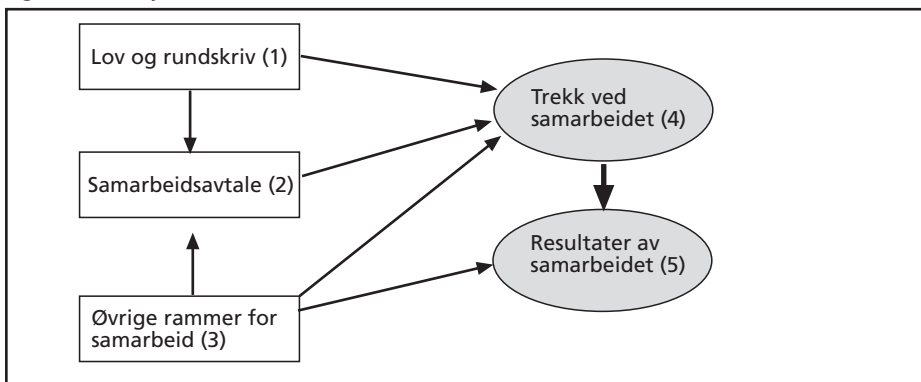 Lov og rundskriv (1)
Samarbeidsavtale (2)
Øvrige rammer for
samarbeid (3)
Trekk ved
samarbeidet (4)
Resultater av
samarbeidet (5)